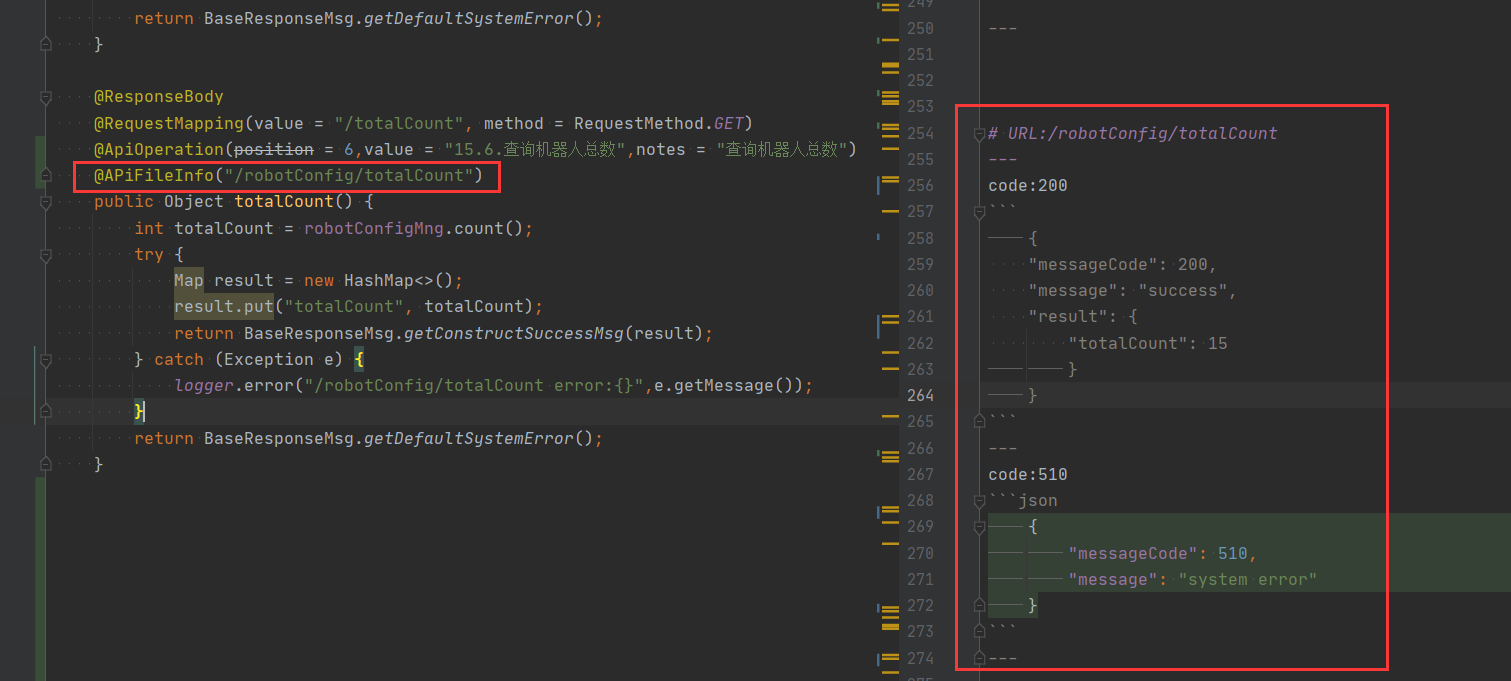 return BaseResponseMsg.getDefaultSystemError();
}
@ResponseBody
@RequestMapping(value = "/totalCount", method = RequestMethod.GET)
@ApiOperation(position = 6,value = "15.6.查询机器人总数",notes = "查询机器人总数")
@APiFileInfo("/robotConfig/totalCount")
public Object totalCount() {
int totalCount = robotConfigMng.count();
try {
Map result = new HashMap<>();
result.put("totalCount", totalCount);
return BaseResponseMsg.getConstructSuccessMsg(result);
} catch (Exception e) {
logger.error("/robotConfig/totalCount error:{}",e.getMessage());
}
return BaseResponseMsg.getDefaultSystemError();
}
249
250 ---
251
252
253
254 # URL:/robotConfig/totalCount
255 ---
256 code:200
257 ```
258 {
259 "messageCode": 200,
260 "message": "success",
261 "result": {
262 "totalCount": 15
263 }
264 }
265 ```
266 ---
267 code:510
268 ```json
269 {
270 "messageCode": 510,
271 "message": "system error"
272 }
273 ```
274 ---